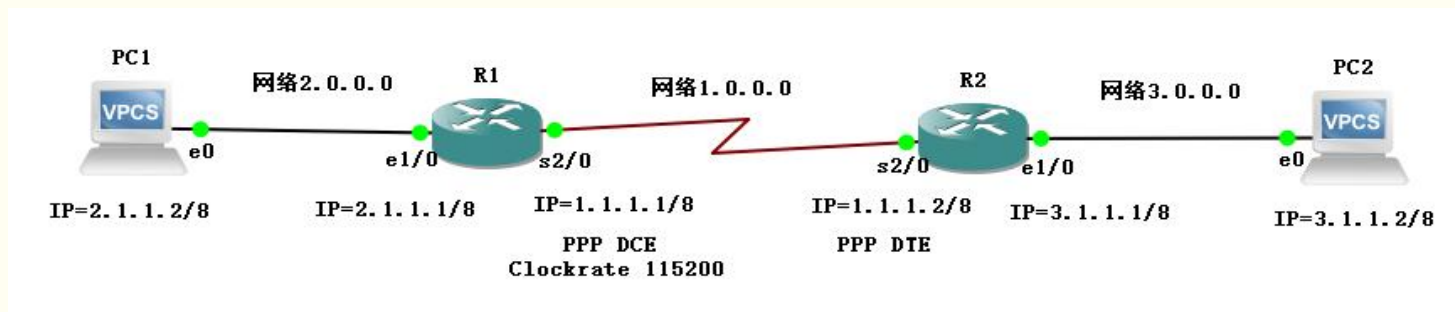 PC1
网络2.0.0.0
R1
网络1.0.0.0
R2
网络3.0.0.0
PC2
VPCS
VPCS
e0
e1/0
s2/0
s2/0
e1/0
e0
IP=2.1.1.2/8
IP=2.1.1.1/8
IP=1.1.1.1/8
IP=1.1.1.2/8
IP=3.1.1.1/8
IP=3.1.1.2/8
PPP DCE
PPP DTE
Clockrate 115200